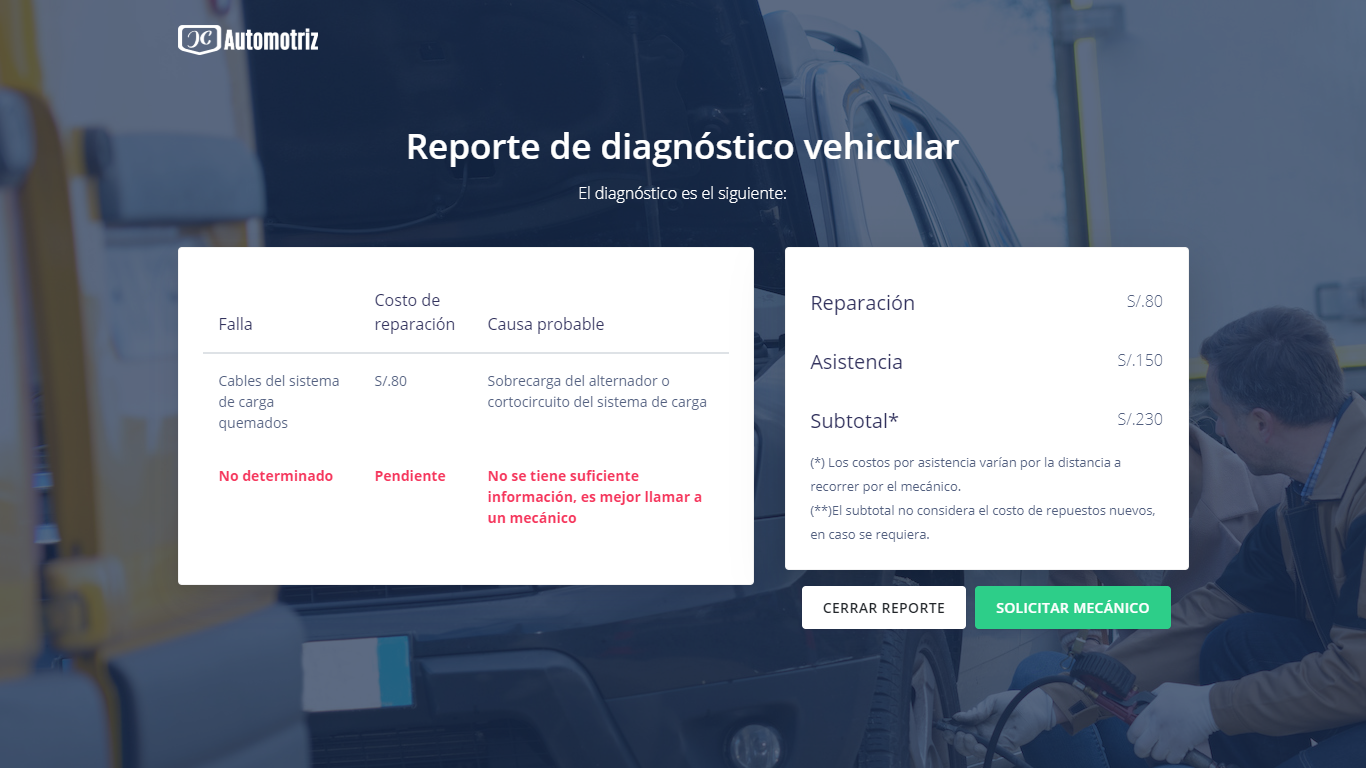 JC Automotriz
Reporte de diagnóstico vehicular
El diagnóstico es el siguiente:
Falla
Costo de
reparación
Causa probable
Cables del sistema
de carga
quemados
S/.80
Sobrecarga del alternador o
cortocircuito del sistema de carga
No determinado
Pendiente
No se tiene suficiente
información, es mejor llamar a
un mecánico
Reparación S/.80
Asistencia S/.150
Subtotal* S/.230
(*) Los costos por asistencia varían por la distancia a
recorrer por el mecánico.
(**)El subtotal no considera el costo de repuestos nuevos,
en caso se requiera.
CERRAR REPORTE SOLICITAR MECÁNICO